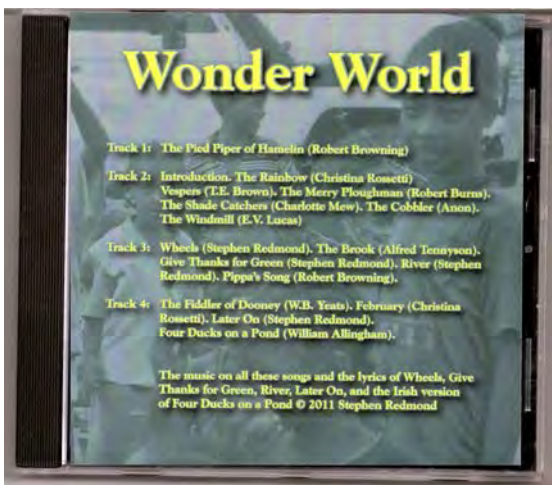 Wonder World
Track 1: The Pied Piper of Hamelin (Robert Browning)
Track 2: Introduction. The Rainbow (Christina Rossetti)
Vespers (T.E. Brown). The Merry Ploughman (Robert Burns).
The Shade Catchers (Charlotte Mew). The Cobbler (Anon).
The Windmill (E.V. Lucas)
Track 3: Wheels (Stephen Redmond). The Brook (Alfred Tennyson).
Give Thanks for Green (Stephen Redmond). River (Stephen
Redmond). Pippa's Song (Robert Browning).
Track 4: The Fiddler of Dooney (W.B. Yeats). February (Christina
Rossetti). Later On (Stephen Redmond).
Four Ducks on a Pond (William Allingham).
The music on all these songs and the lyrics of Wheels, Give
Thanks for Green, River, Later On, and the Irish version
of Four Ducks on a Pond © 2011 Stephen Redmond